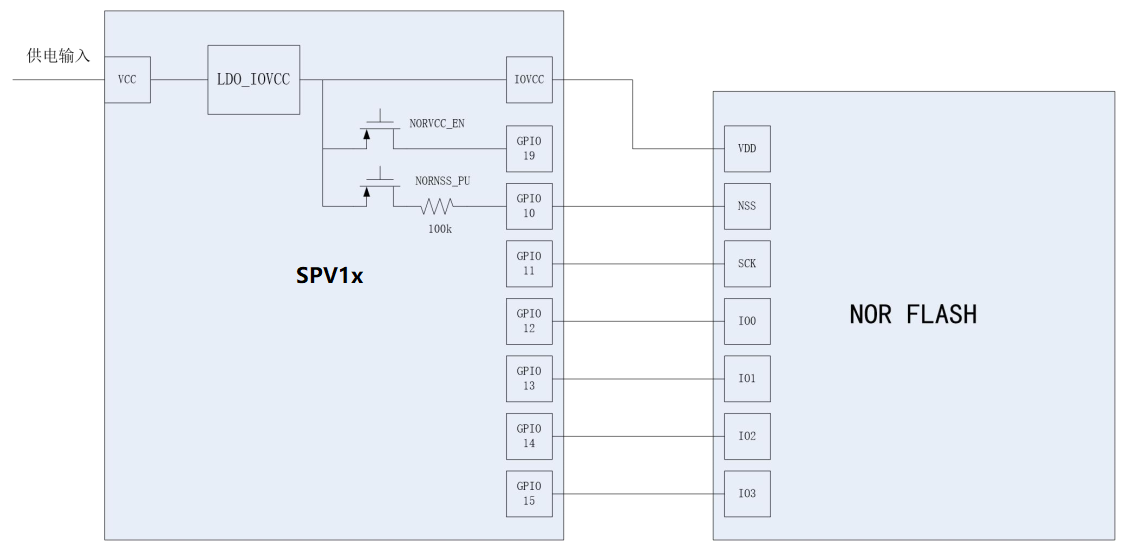 供电输入
VCC
LDO_IOVCC
IOVCC
NORVCC_EN
GPIO
19
NORNSS_PU
100k
GPIO
10
GPIO
11
GPIO
12
GPIO
13
GPIO
14
GPIO
15
SPV1x
VDD
NSS
SCK
IO0
IO1
IO2
IO3
NOR FLASH